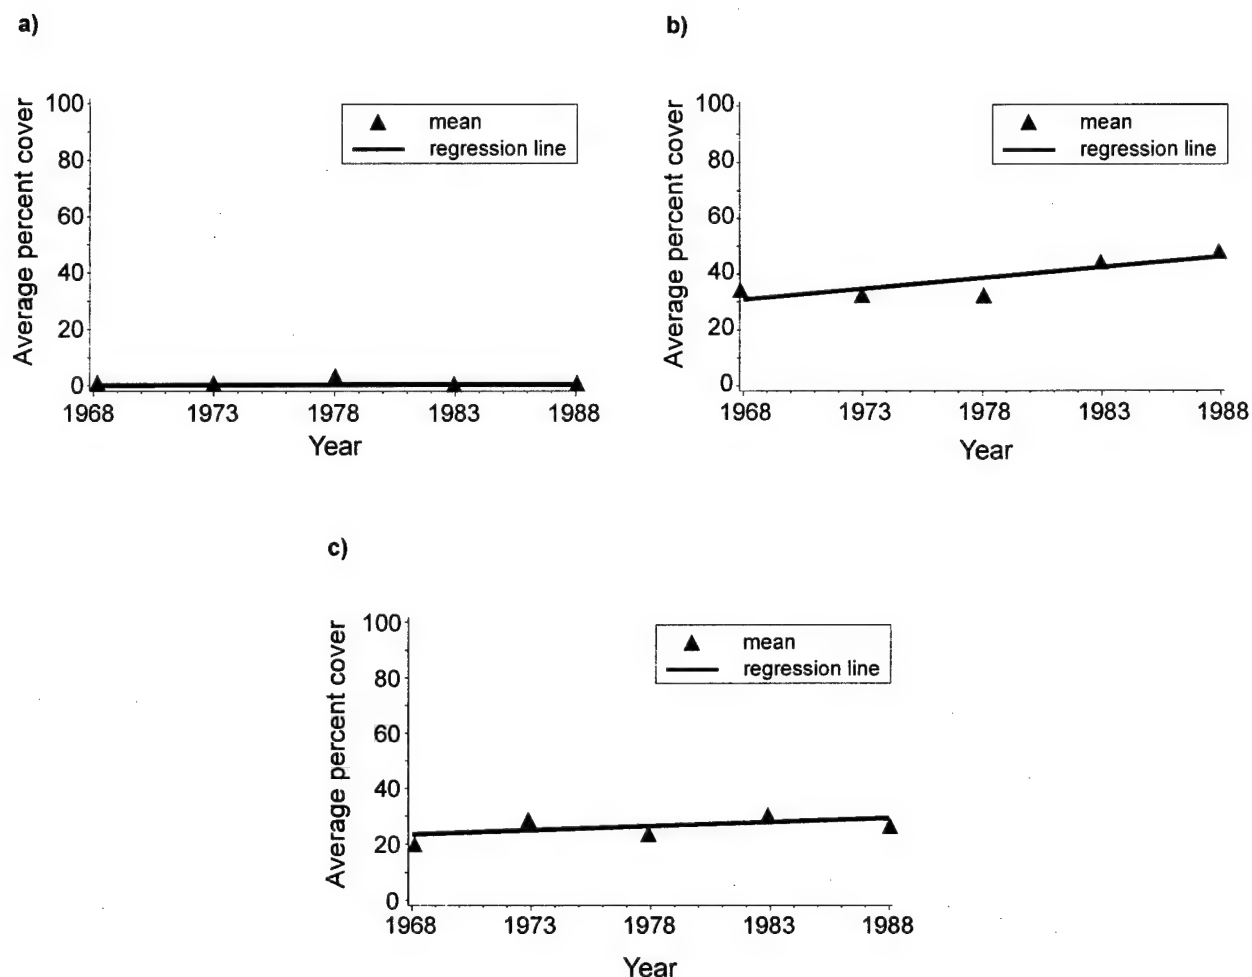 a)
Average percent cover
100
80
60
40
20
0
mean
regression line
1968 1973 1978 1983 1988
Year
b)
Average percent cover
100
80
60
40
20
0
mean
regression line
1968 1973 1978 1983 1988
Year
c)
Average percent cover
100
80
60
40
20
0
mean
regression line
1968 1973 1978 1983 1988
Year